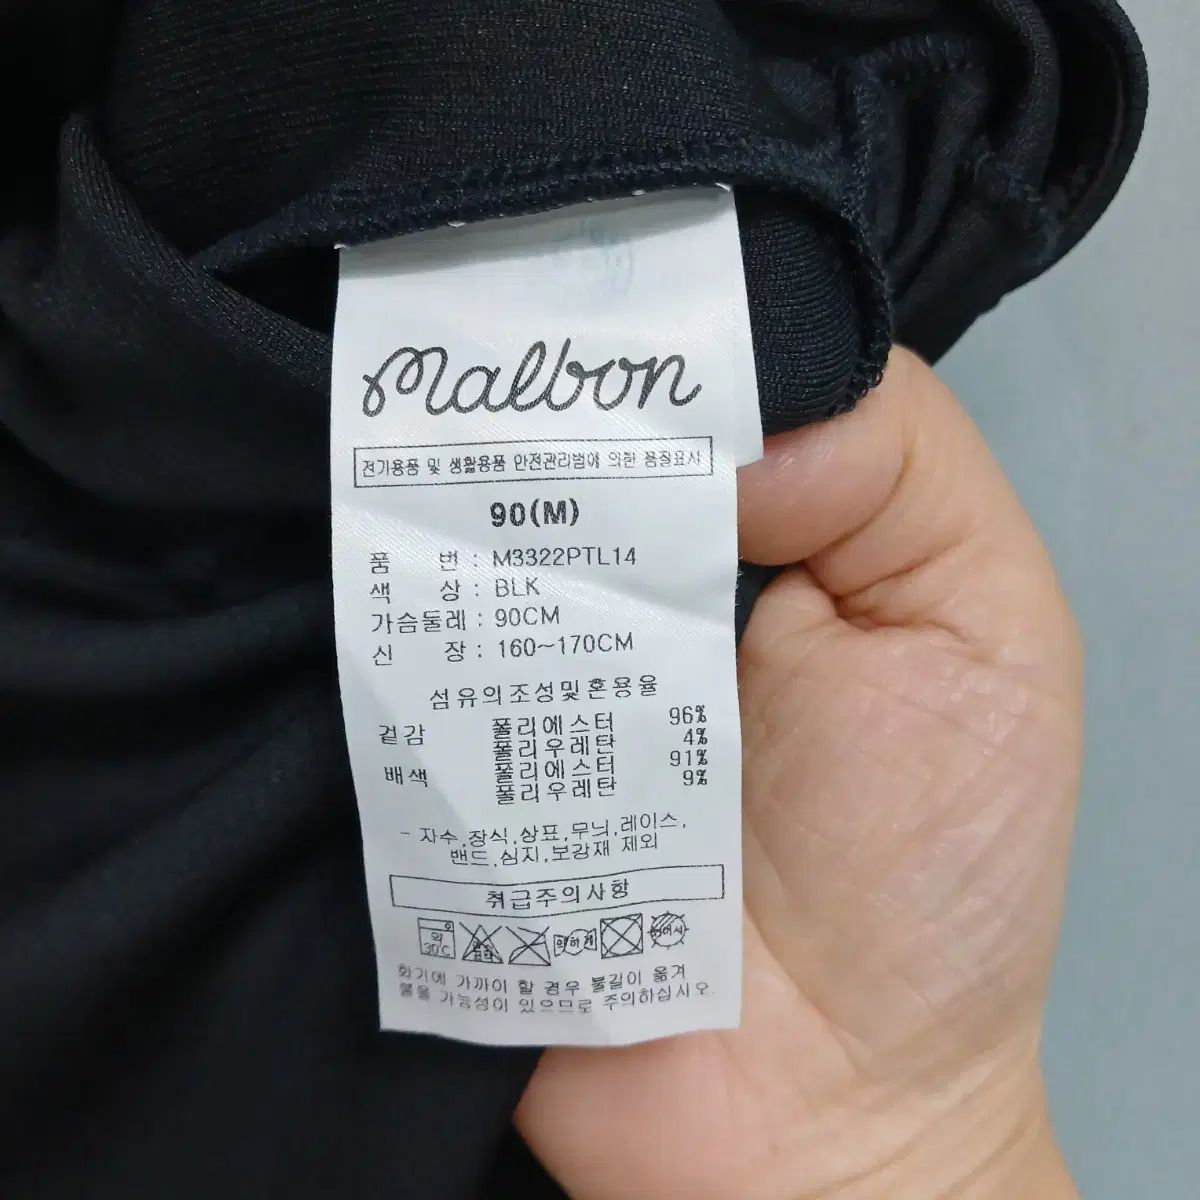 malbon
전기용품 및 생활용품 안전관리법에 의한 품질표시
90(M)
품 번 : M3322PTL14
색 상 : BLK
가슴둘레 : 90CM
신 장 : 160~170CM
섬유의조성및혼용율
겉감 폴리에스터 96%
폴리우레탄 4%
배색 폴리에스터 91%
폴리우레탄 9%
- 자수,장식,상표,무늬,레이스,
밴드,심지,보강재 제외
취급주의사항
약 30℃ 약하게
화기에 가까이 할 경우 불길이 옮겨
붙을 가능성이 있으므로 주의하십시오.